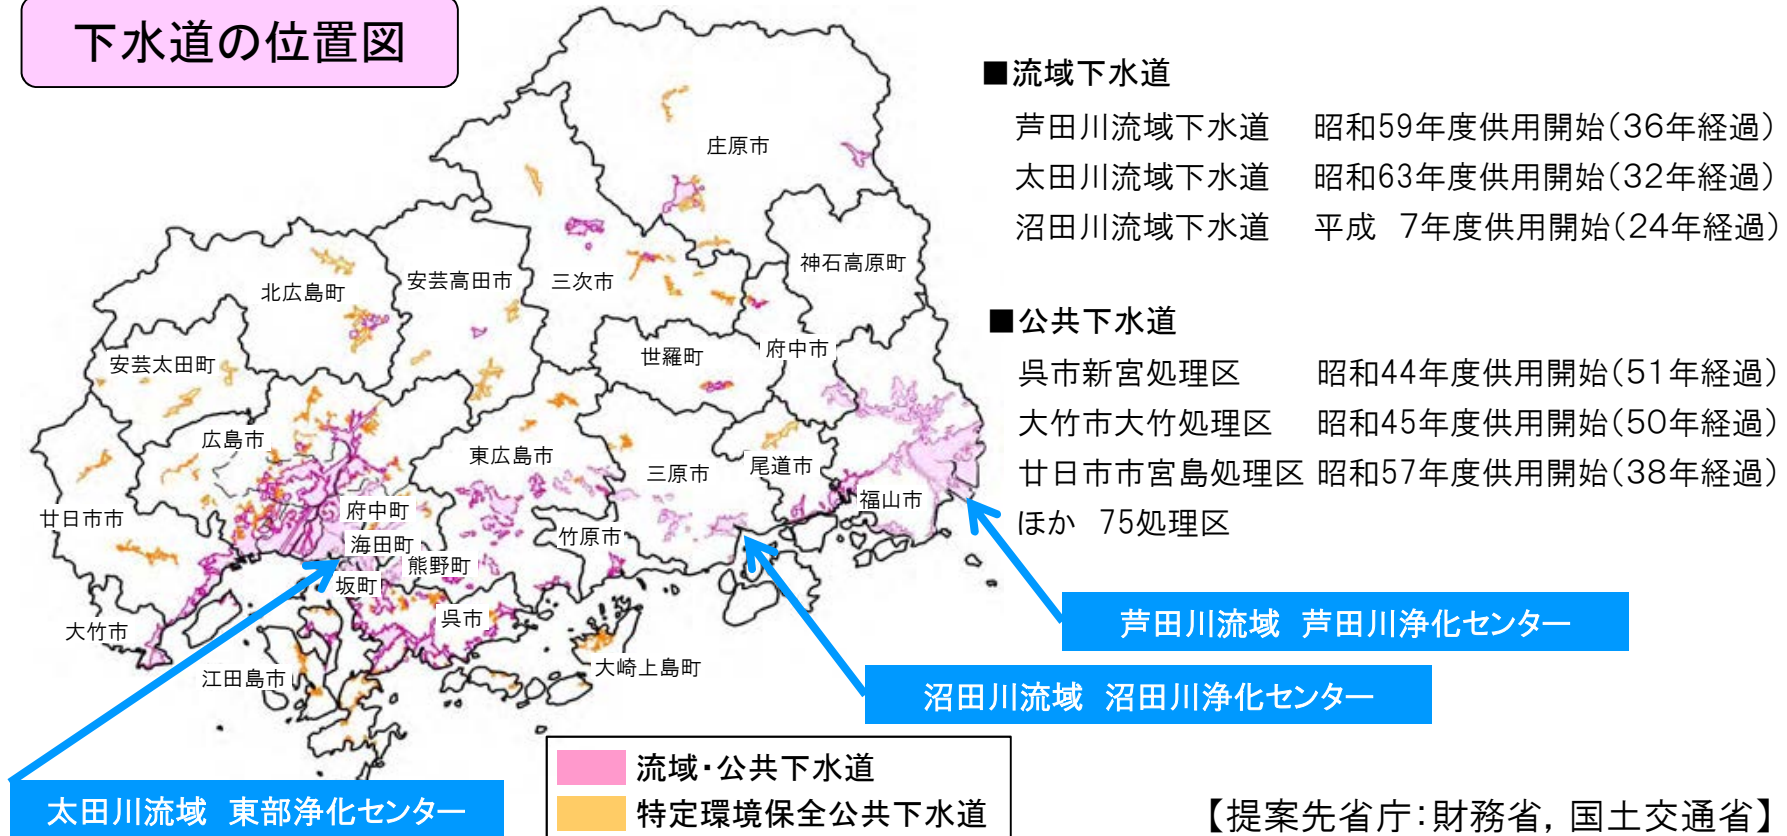 下水道の位置図
■流域下水道
芦田川流域下水道　昭和59年度供用開始(36年経過)
太田川流域下水道　昭和63年度供用開始(32年経過)
沼田川流域下水道　平成　7年度供用開始(24年経過)
■公共下水道
呉市新宮処理区　昭和44年度供用開始(51年経過)
大竹市大竹処理区　昭和45年度供用開始(50年経過)
廿日市市宮島処理区 昭和57年度供用開始(38年経過)
ほか　75処理区
庄原市
神石高原町
三次市
安芸高田市
北広島町
安芸太田町
世羅町
府中市
広島市
東広島市
三原市
尾道市
福山市
廿日市市
府中町
海田町
熊野町
坂町
竹原市
呉市
大竹市
江田島市
大崎上島町
芦田川流域　芦田川浄化センター
沼田川流域　沼田川浄化センター
太田川流域　東部浄化センター
流域・公共下水道
特定環境保全公共下水道
【提案先省庁：財務省，国土交通省】